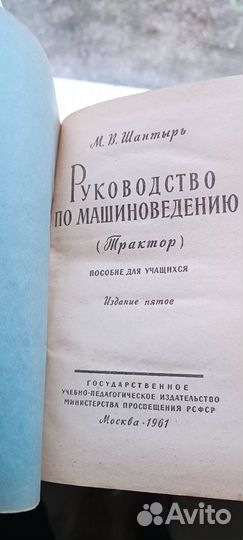 М. В. Шантырь
РУКОВОДСТВО
ПО МАШИНОВЕДЕНИЮ
(Трактор)
ПОСОБИЕ ДЛЯ УЧАЩИХСЯ
Издание пятое
ГОСУДАРСТВЕННОЕ
УЧЕБНО-ПЕДАГОГИЧЕСКОЕ ИЗДАТЕЛЬСТВО
МИНИСТЕРСТВА ПРОСВЕЩЕНИЯ РСФСР
Москва • 1961
Avito